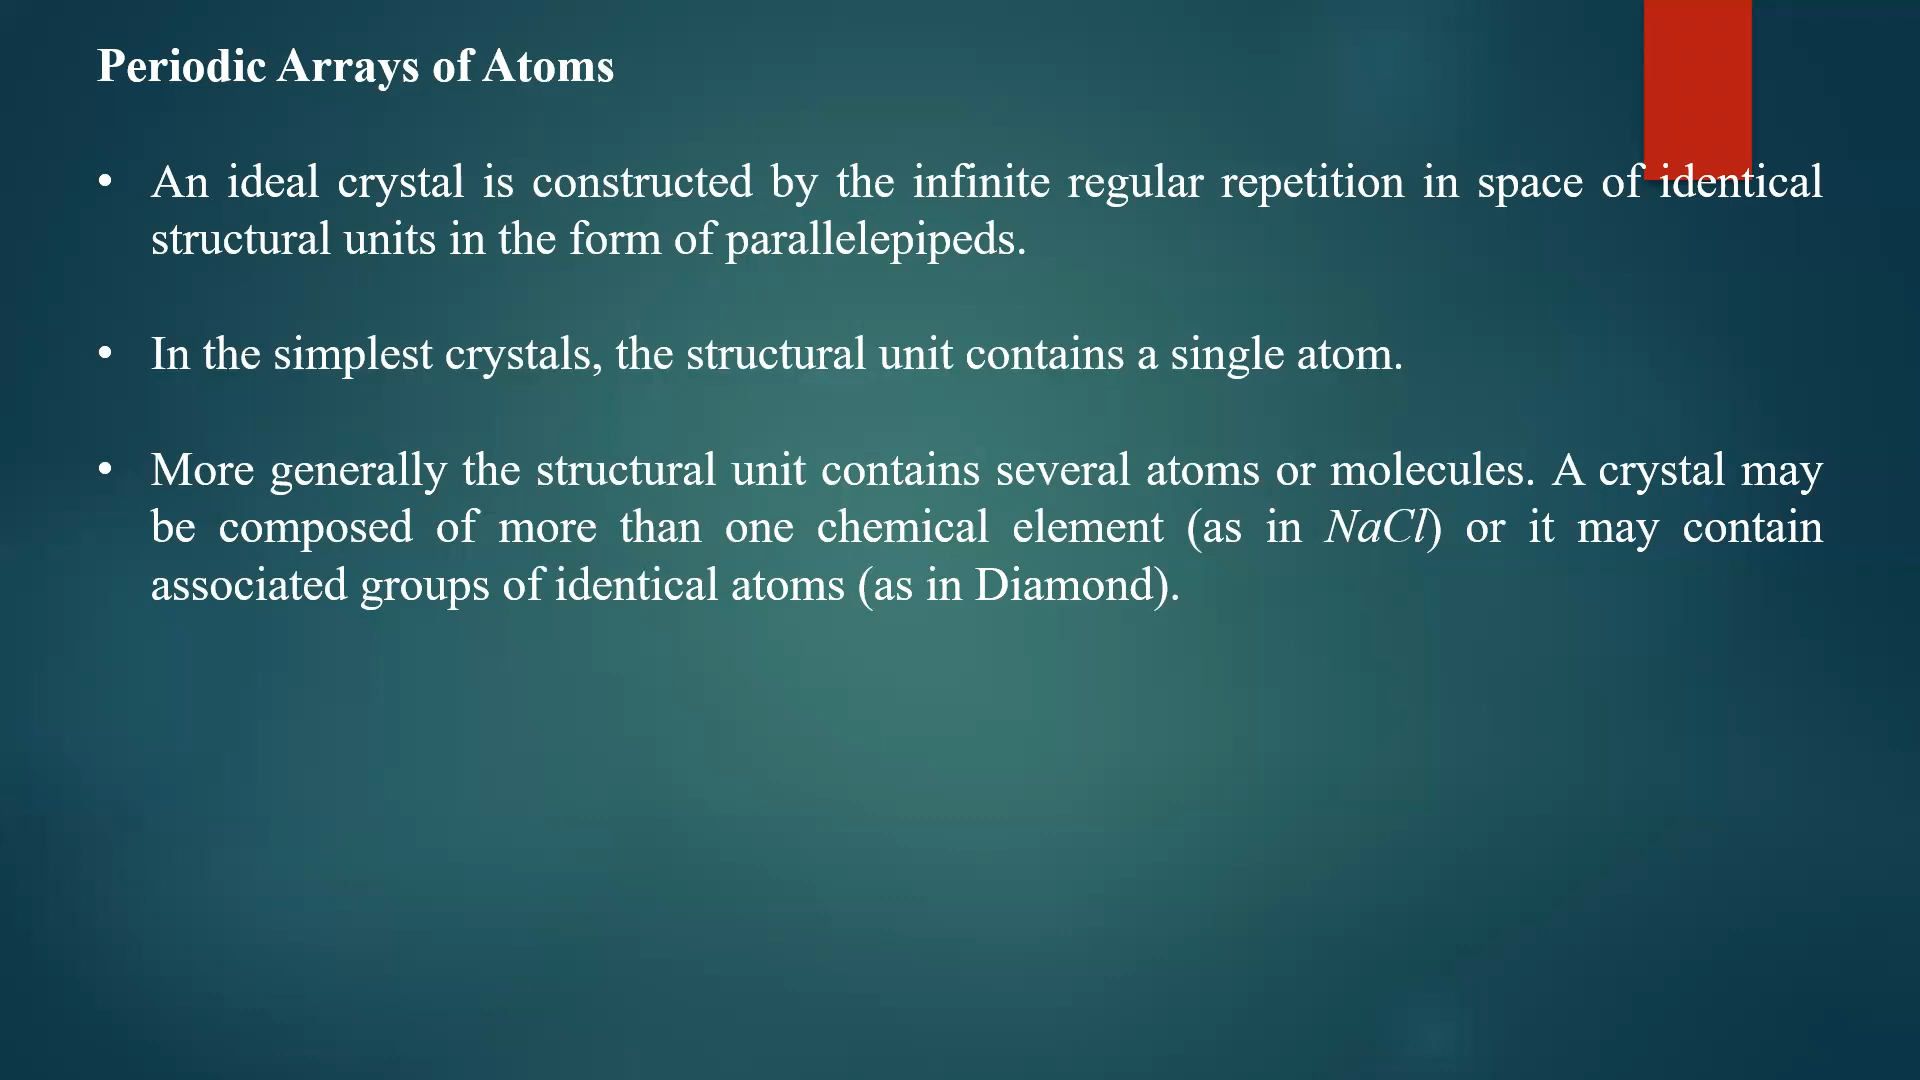 Periodic Arrays of Atoms
• An ideal crystal is constructed by the infinite regular repetition in space of identical
structural units in the form of parallelepipeds.
• In the simplest crystals, the structural unit contains a single atom.
• More generally the structural unit contains several atoms or molecules. A crystal may
be composed of more than one chemical element (as in NaCl) or it may contain
associated groups of identical atoms (as in Diamond).